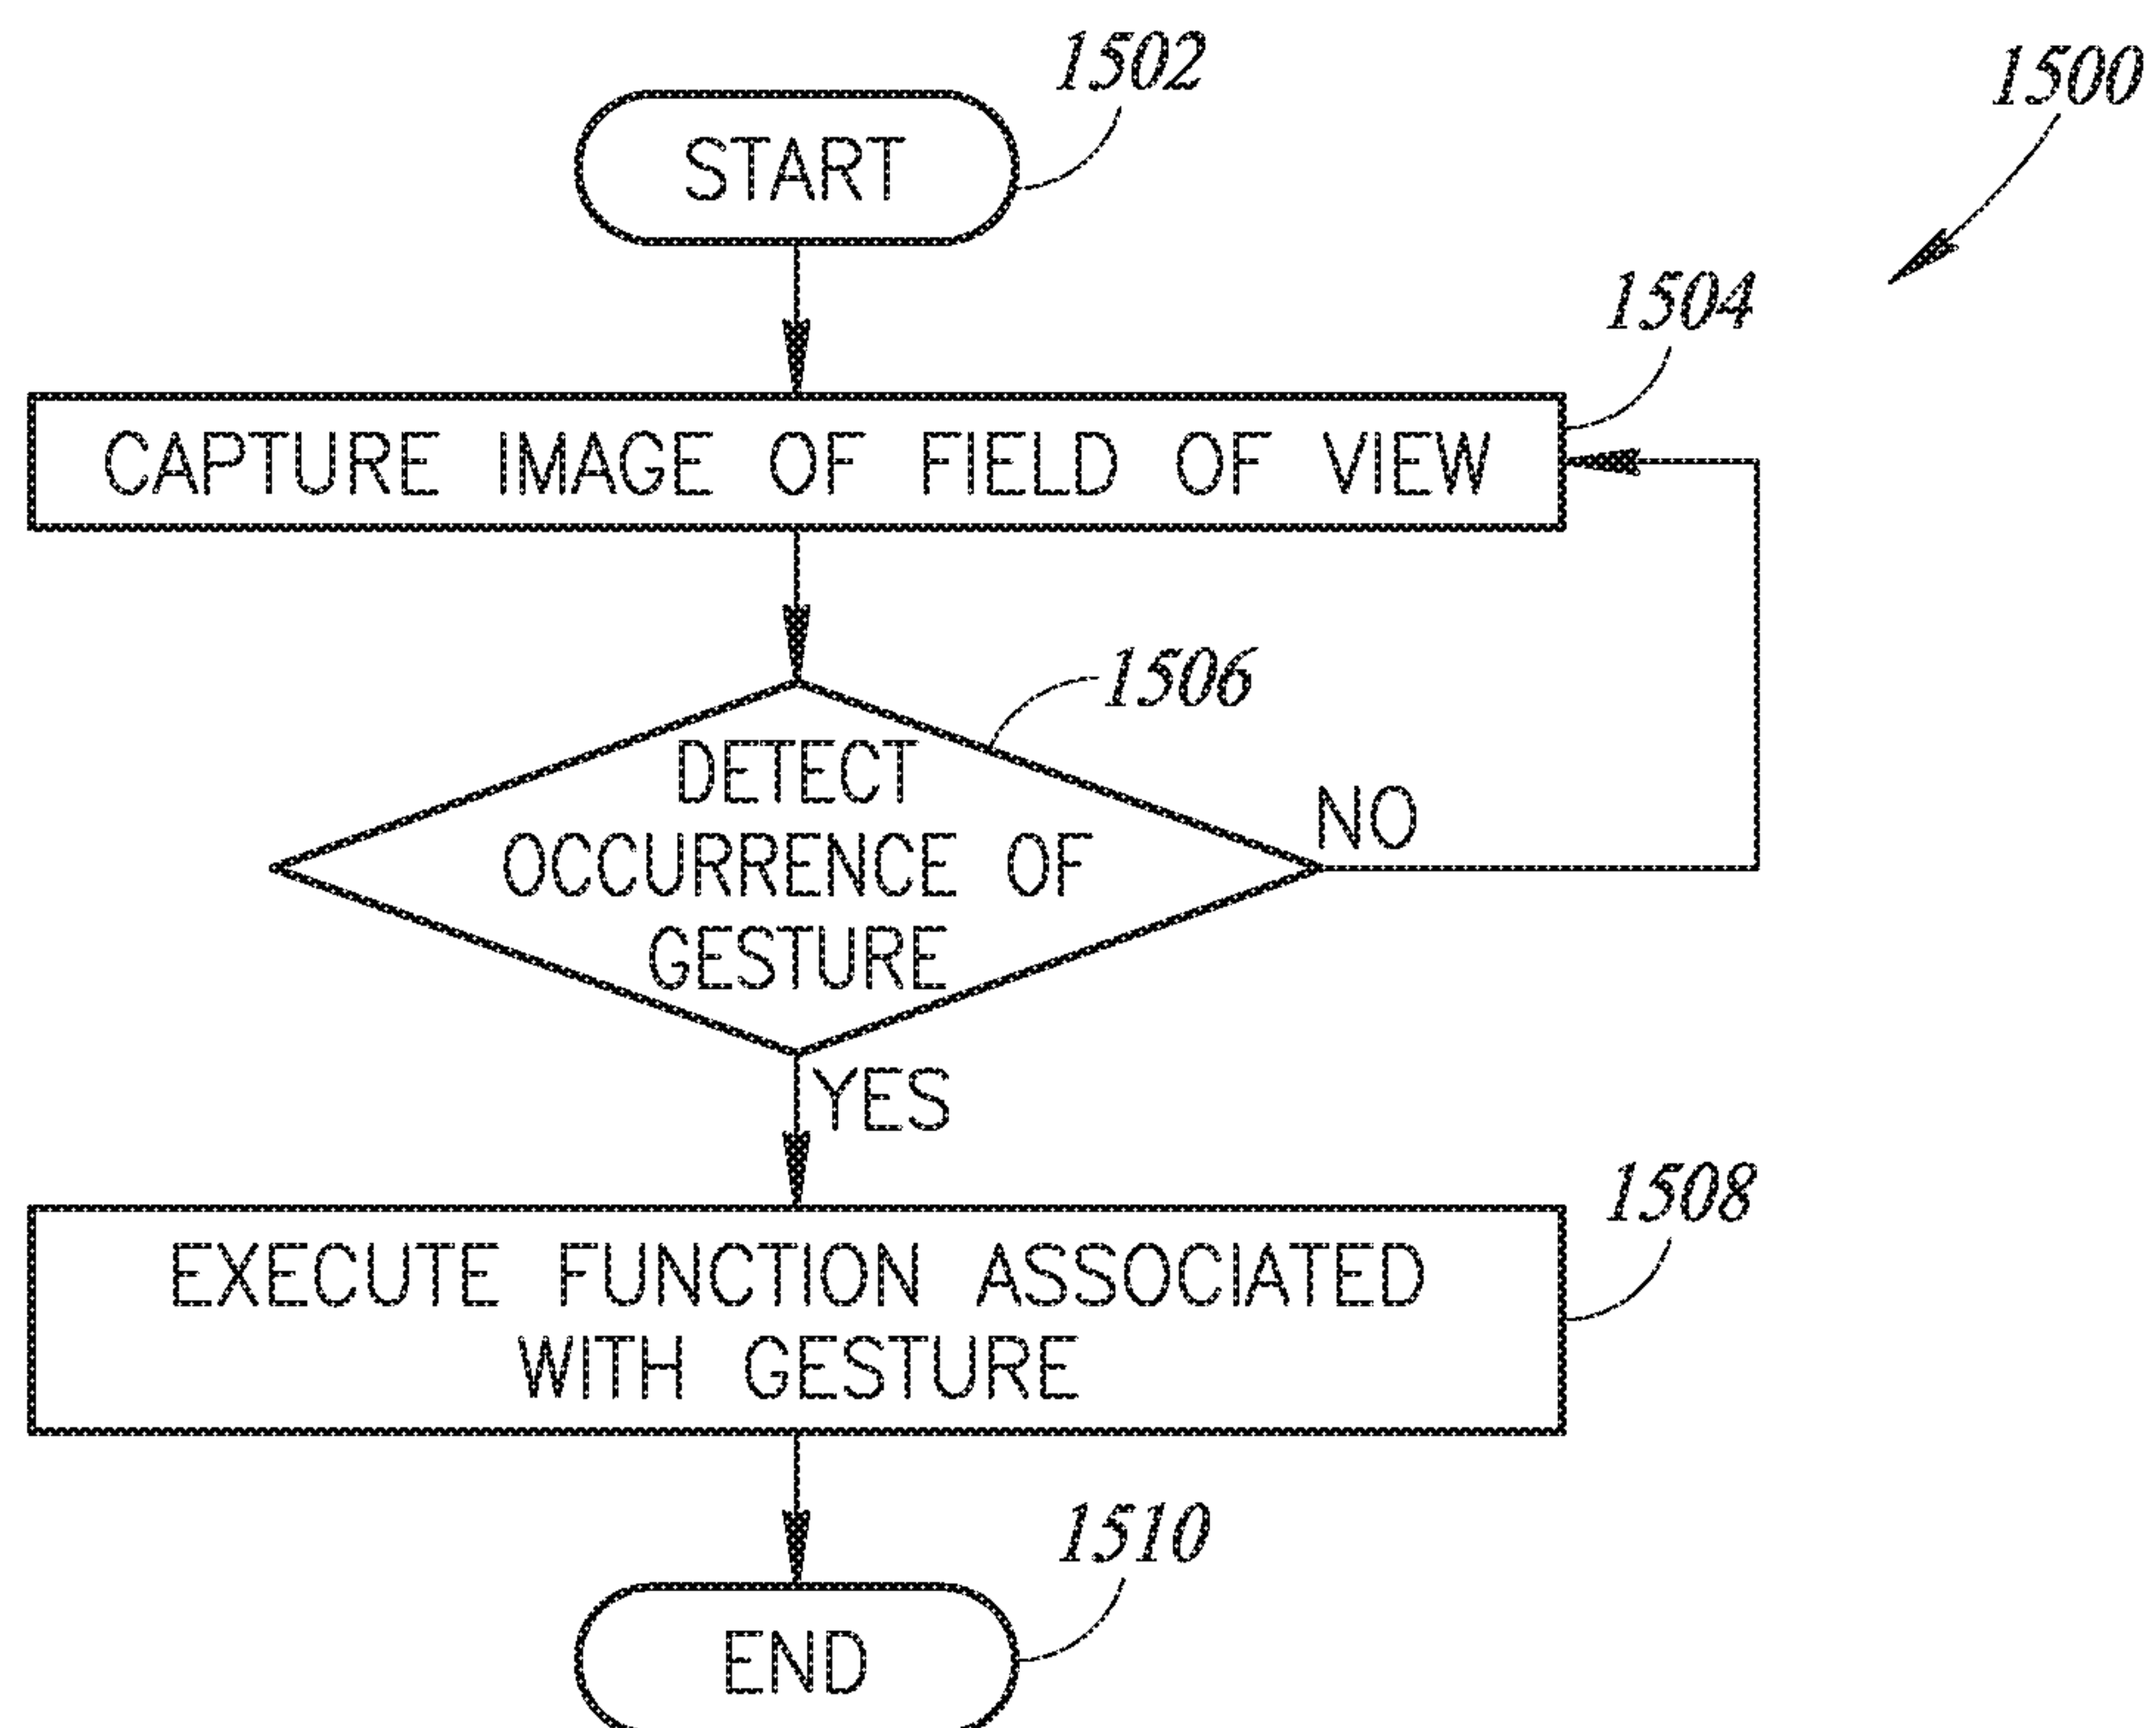 1502
1500
START
1504
CAPTURE IMAGE OF FIELD OF VIEW
1506
DETECT
OCCURRENCE OF
GESTURE
NO
YES
1508
EXECUTE FUNCTION ASSOCIATED
WITH GESTURE
1510
END